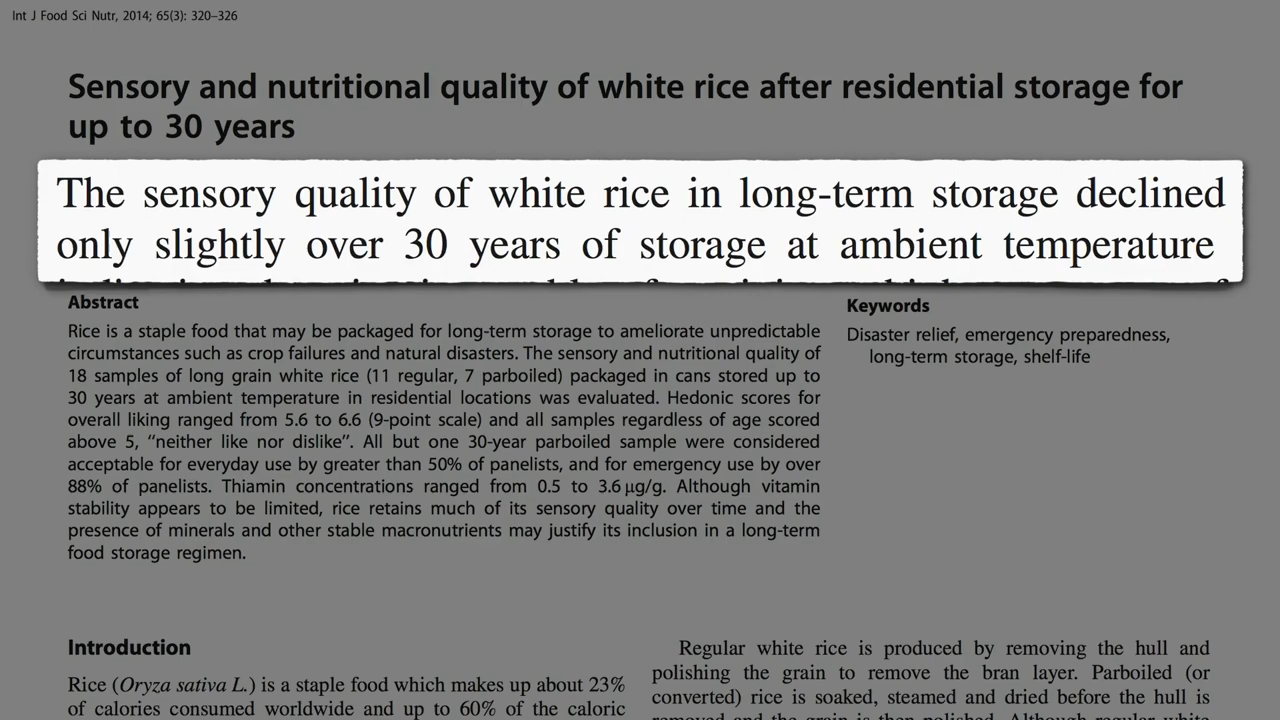 Int J Food Sci Nutr, 2014; 65(3): 320–326
Sensory and nutritional quality of white rice after residential storage for
up to 30 years
The sensory quality of white rice in long-term storage declined
only slightly over 30 years of storage at ambient temperature
Abstract
Rice is a staple food that may be packaged for long-term storage to ameliorate unpredictable
circumstances such as crop failures and natural disasters. The sensory and nutritional quality of
18 samples of long grain white rice (11 regular, 7 parboiled) packaged in cans stored up to
30 years at ambient temperature in residential locations was evaluated. Hedonic scores for
overall liking ranged from 5.6 to 6.6 (9-point scale) and all samples regardless of age scored
above 5, “neither like nor dislike”. All but one 30-year parboiled sample were considered
acceptable for everyday use by greater than 50% of panelists, and for emergency use by over
88% of panelists. Thiamin concentrations ranged from 0.5 to 3.6 μg/g. Although vitamin
stability appears to be limited, rice retains much of its sensory quality over time and the
presence of minerals and other stable macronutrients may justify its inclusion in a long-term
food storage regimen.
Keywords
Disaster relief, emergency preparedness,
long-term storage, shelf-life
Introduction
Rice (Oryza sativa L.) is a staple food which makes up about 23%
of calories consumed worldwide and up to 60% of the caloric
Regular white rice is produced by removing the hull and
polishing the grain to remove the bran layer. Parboiled (or
converted) rice is soaked, steamed and dried before the hull is
removed and the grain is then polished. Although regular white